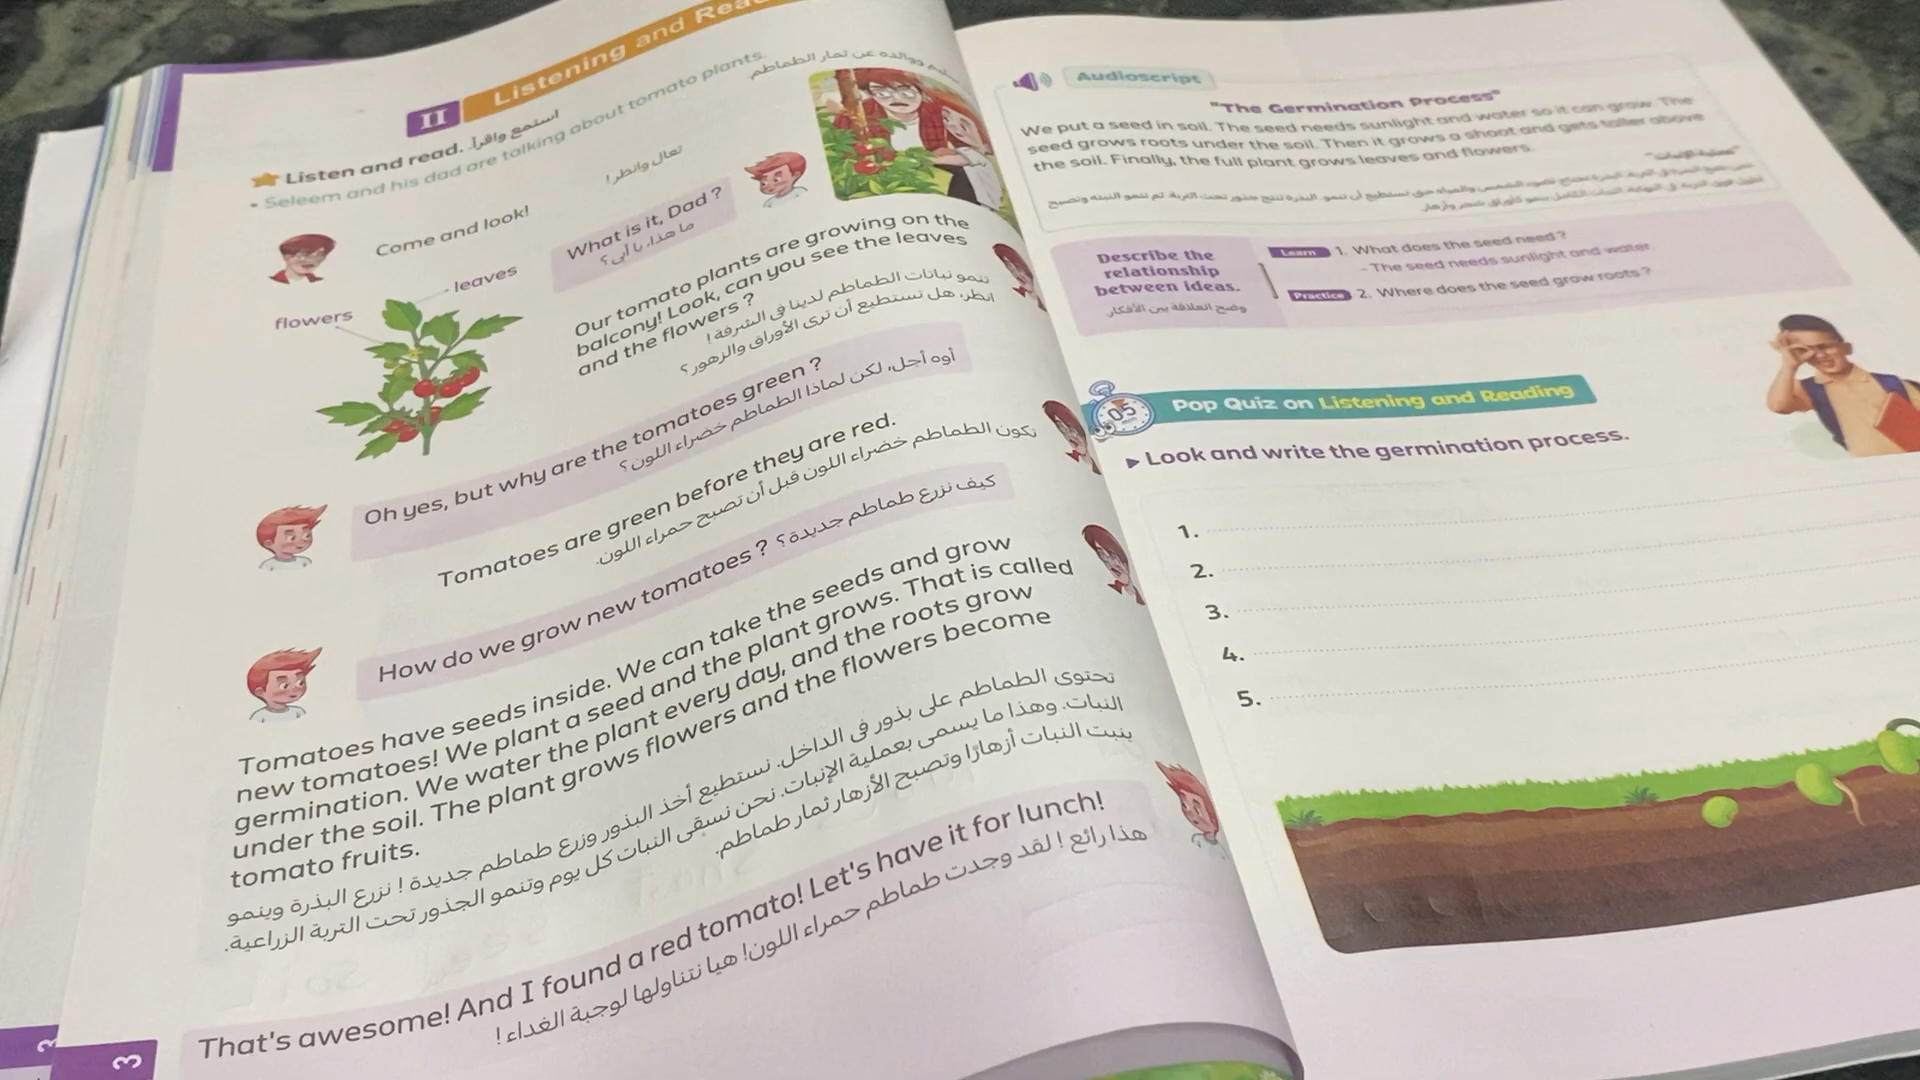 II Listening and
★ Listen and read. استمع واقرأ.
• Seleem and his dad are talking about tomato plants.
ووالده عن ثمار الطماطم.
Come and look!
تعال وانظر!
What is it, Dad ?
ما هذا، يا أبى ؟
leaves
flowers
Our tomato plants are growing on the
balcony! Look, can you see the leaves
and the flowers ?
تنمو نباتات الطماطم لدينا فى الشرفة !
انظر، هل تستطيع أن ترى الأوراق والزهور ؟
Oh yes, but why are the tomatoes green ?
أوه أجل، لكن لماذا الطماطم خضراء اللون ؟
Tomatoes are green before they are red.
تكون الطماطم خضراء اللون قبل أن تصبح حمراء اللون.
How do we grow new tomatoes ? كيف نزرع طماطم جديدة ؟
Tomatoes have seeds inside. We can take the seeds and grow
new tomatoes! We plant a seed and the plant grows. That is called
germination. We water the plant every day, and the roots grow
under the soil. The plant grows flowers and the flowers become
tomato fruits.
تحتوى الطماطم على بذور فى الداخل. نستطيع أخذ البذور وزرع طماطم جديدة ! نزرع البذرة وينمو
النبات. وهذا ما يسمى بعملية الإنبات. نحن نسقى النبات كل يوم وتنمو الجذور تحت التربة الزراعية.
ينبت النبات أزهارًا وتصبح الأزهار ثمار طماطم.
That's awesome! And I found a red tomato! Let's have it for lunch!
هذا رائع ! لقد وجدت طماطم حمراء اللون! هيا نتناولها لوجبة الغداء !
3
3
Audioscript
"The Germination Process"
We put a seed in soil. The seed needs sunlight and water so it can grow. The
seed grows roots under the soil. Then it grows a shoot and gets taller above
the soil. Finally, the full plant grows leaves and flowers.
"عملية الإنبات"
Describe the
relationship
between ideas.
وضح العلاقة بين الأفكار
Learn 1. What does the seed need ?
- The seed needs sunlight and water.
Practice 2. Where does the seed grow roots ?
05 Pop Quiz on Listening and Reading
▶ Look and write the germination process.
1.
2.
3.
4.
5.